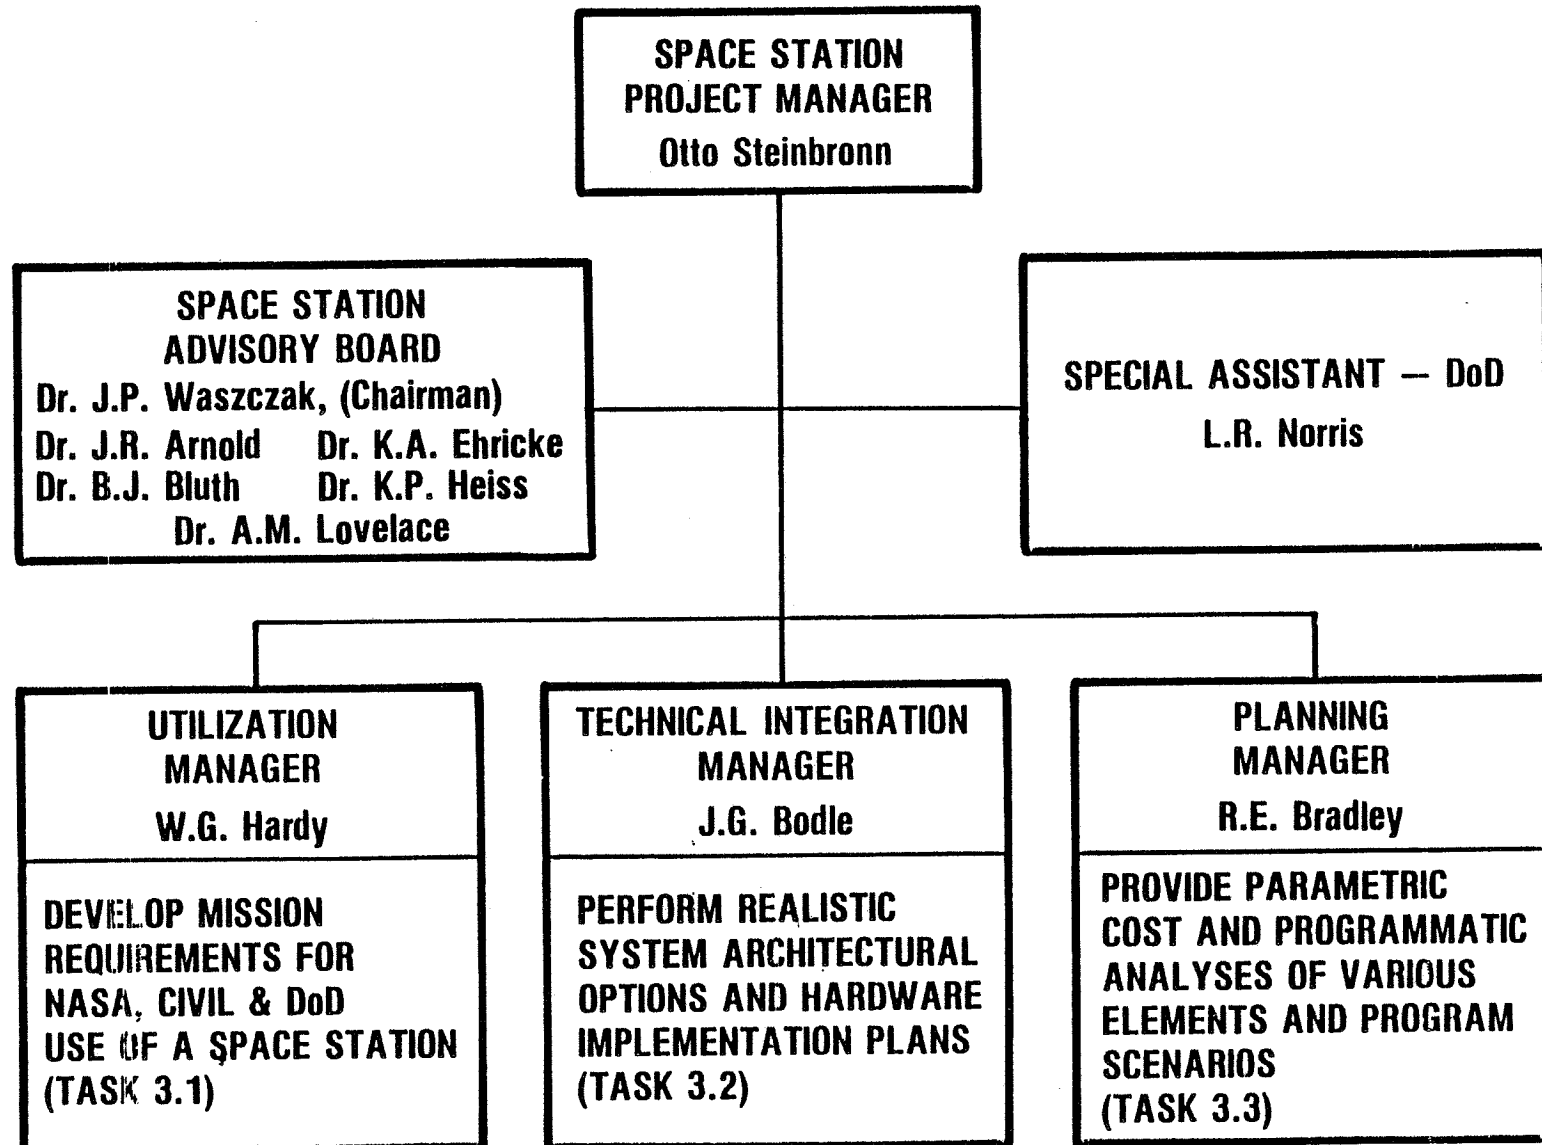 SPACE STATION
PROJECT MANAGER
Otto Steinbronn
SPACE STATION
ADVISORY BOARD
Dr. J.P. Waszczak, (Chairman)
Dr. J.R. Arnold Dr. K.A. Ehricke
Dr. B.J. Bluth Dr. K.P. Heiss
Dr. A.M. Lovelace
SPECIAL ASSISTANT — DoD
L.R. Norris
UTILIZATION
MANAGER
W.G. Hardy
DEVELOP MISSION
REQUIREMENTS FOR
NASA, CIVIL & DoD
USE OF A SPACE STATION
(TASK 3.1)
TECHNICAL INTEGRATION
MANAGER
J.G. Bodle
PERFORM REALISTIC
SYSTEM ARCHITECTURAL
OPTIONS AND HARDWARE
IMPLEMENTATION PLANS
(TASK 3.2)
PLANNING
MANAGER
R.E. Bradley
PROVIDE PARAMETRIC
COST AND PROGRAMMATIC
ANALYSES OF VARIOUS
ELEMENTS AND PROGRAM
SCENARIOS
(TASK 3.3)